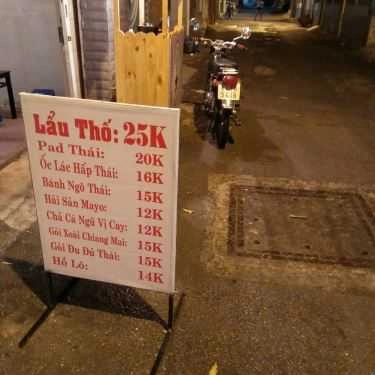 Lẩu Thố: 25K
Pad Thái: 20K
Ốc Lác Hấp Thái: 16K
Bánh Ngô Thái: 15K
Hải Sản Mayo: 12K
Chả Cá Ngũ Vị Cay: 12K
Gỏi Xoài Chiang Mai: 15K
Gỏi Đu Đủ Thái: 15K
Hồ Lô: 14K